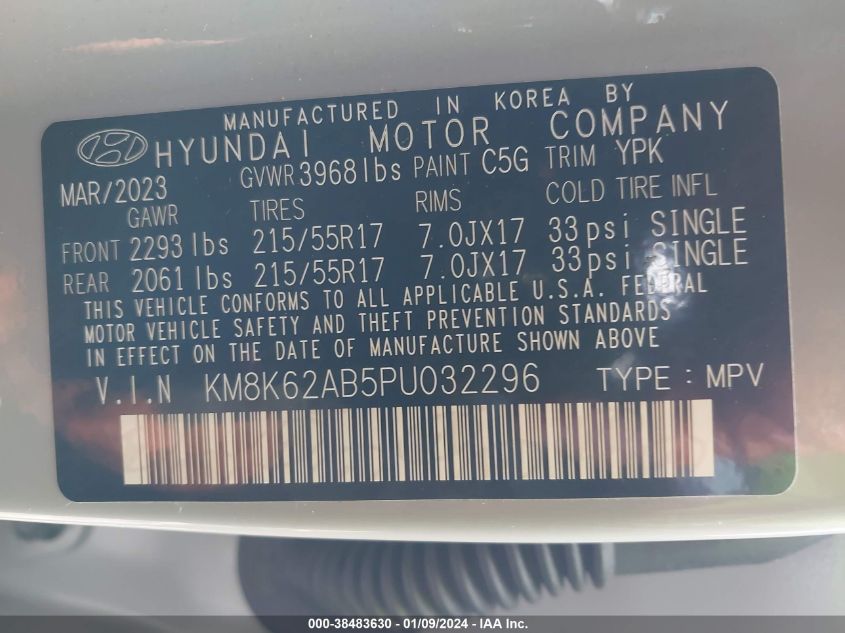 MANUFACTURED IN KOREA BY
HYUNDAI MOTOR COMPANY
MAR/2023 GVWR 3968 lbs PAINT C5G TRIM YPK
GAWR TIRES RIMS COLD TIRE INFL
FRONT 2293 lbs 215/55R17 7.0JX17 33psi SINGLE
REAR 2061 lbs 215/55R17 7.0JX17 33psi SINGLE
THIS VEHICLE CONFORMS TO ALL APPLICABLE U.S.A. FEDERAL
MOTOR VEHICLE SAFETY AND THEFT PREVENTION STANDARDS
IN EFFECT ON THE DATE OF MANUFACTURE SHOWN ABOVE
V.I.N KM8K62AB5PU032296 TYPE : MPV
000-38483630 - 01/09/2024 - IAA Inc.